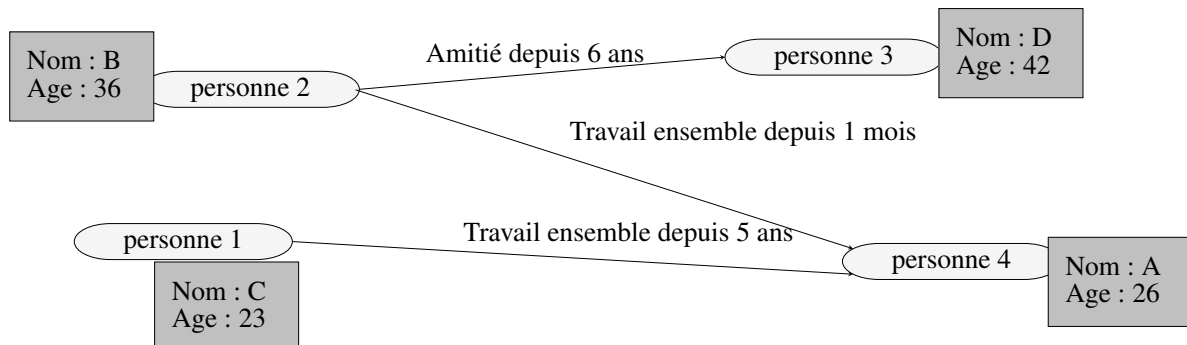 Nom : B
Age : 36
personne 2
Amitié depuis 6 ans
personne 3
Nom : D
Age : 42
Travail ensemble depuis 1 mois
personne 1
Nom : C
Age : 23
Travail ensemble depuis 5 ans
personne 4
Nom : A
Age : 26